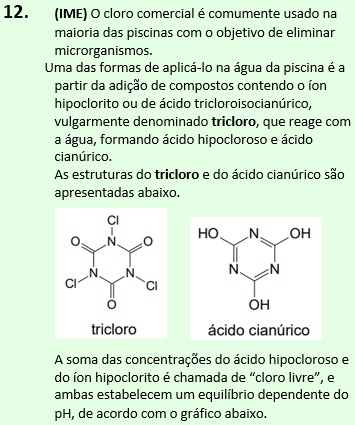 12. (IME) O cloro comercial é comumente usado na
maioria das piscinas com o objetivo de eliminar
microrganismos.
Uma das formas de aplicá-lo na água da piscina é a
partir da adição de compostos contendo o íon
hipoclorito ou de ácido tricloroisocianúrico,
vulgarmente denominado tricloro, que reage com
a água, formando ácido hipocloroso e ácido
cianúrico.
As estruturas do tricloro e do ácido cianúrico são
apresentadas abaixo.
Cl
O N O
N N
Cl Cl
O
tricloro
HO N OH
N N
OH
ácido cianúrico
A soma das concentrações do ácido hipocloroso e
do íon hipoclorito é chamada de “cloro livre”, e
ambas estabelecem um equilíbrio dependente do
pH, de acordo com o gráfico abaixo.